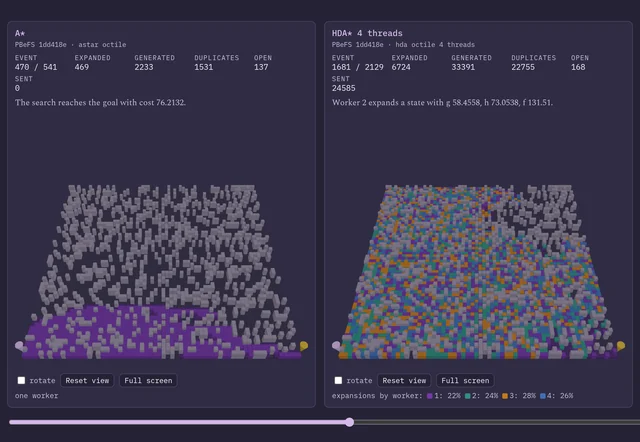 A*
PBeFS 1dd418e · astar octile
EVENT EXPANDED GENERATED DUPLICATES OPEN
470 / 541 469 2233 1531 137
SENT
0
The search reaches the goal with cost 76.2132.
rotate Reset view Full screen
one worker
HDA* 4 threads
PBeFS 1dd418e · hda octile 4 threads
EVENT EXPANDED GENERATED DUPLICATES OPEN
1681 / 2129 6724 33391 22755 168
SENT
24585
Worker 2 expands a state with g 58.4558, h 73.0538, f 131.51.
rotate Reset view Full screen
expansions by worker: 1: 22% 2: 24% 3: 28% 4: 26%